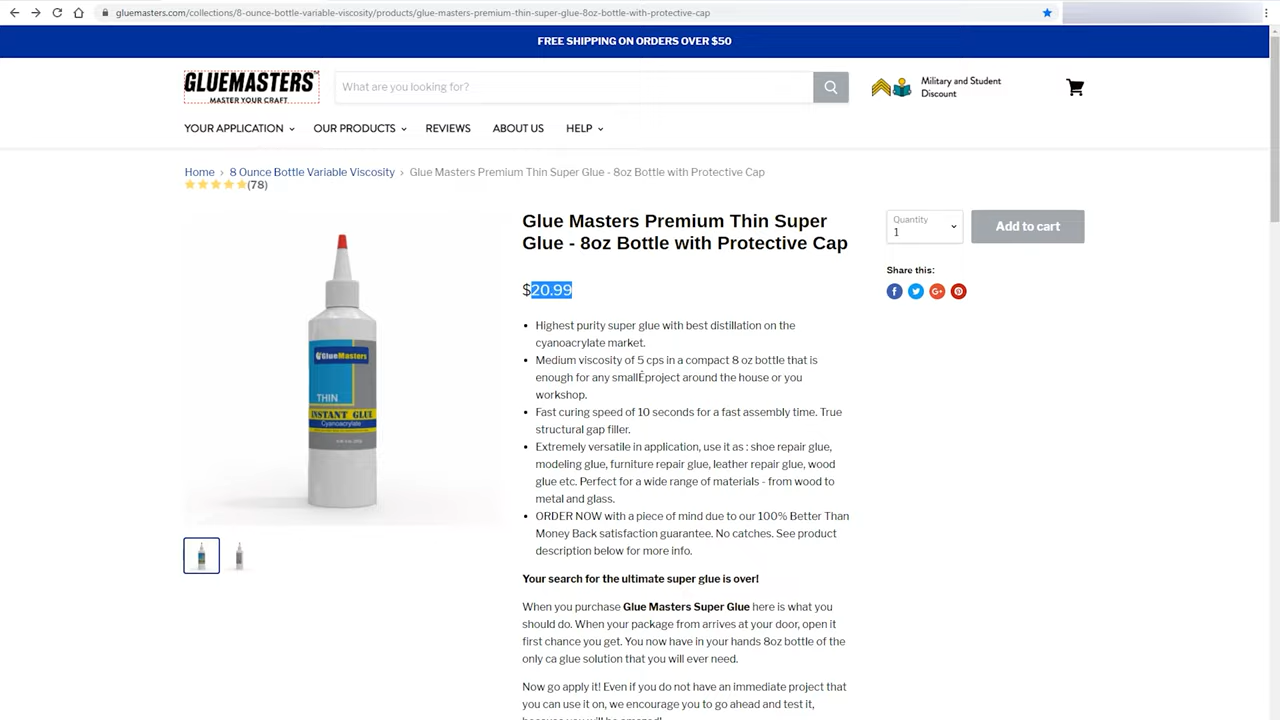 gluemasters.com/collections/8-ounce-bottle-variable-viscosity/products/glue-masters-premium-thin-super-glue-8oz-bottle-with-protective-cap
FREE SHIPPING ON ORDERS OVER $50
GLUEMASTERS
MASTER YOUR CRAFT
What are you looking for?
Military and Student
Discount
YOUR APPLICATION OUR PRODUCTS REVIEWS ABOUT US HELP
Home › 8 Ounce Bottle Variable Viscosity › Glue Masters Premium Thin Super Glue - 8oz Bottle with Protective Cap
(78)
GlueMasters
THIN
INSTANT GLUE
Cyanoacrylate
Glue Masters Premium Thin Super
Glue - 8oz Bottle with Protective Cap
$20.99
• Highest purity super glue with best distillation on the
cyanoacrylate market.
• Medium viscosity of 5 cps in a compact 8 oz bottle that is
enough for any smallÊproject around the house or you
workshop.
• Fast curing speed of 10 seconds for a fast assembly time. True
structural gap filler.
• Extremely versatile in application, use it as : shoe repair glue,
modeling glue, furniture repair glue, leather repair glue, wood
glue etc. Perfect for a wide range of materials - from wood to
metal and glass.
• ORDER NOW with a piece of mind due to our 100% Better Than
Money Back satisfaction guarantee. No catches. See product
description below for more info.
Your search for the ultimate super glue is over!
When you purchase Glue Masters Super Glue here is what you
should do. When your package from arrives at your door, open it
first chance you get. You now have in your hands 8oz bottle of the
only ca glue solution that you will ever need.
Now go apply it! Even if you do not have an immediate project that
you can use it on, we encourage you to go ahead and test it,
because you will be amazed!
Quantity
1
Add to cart
Share this: